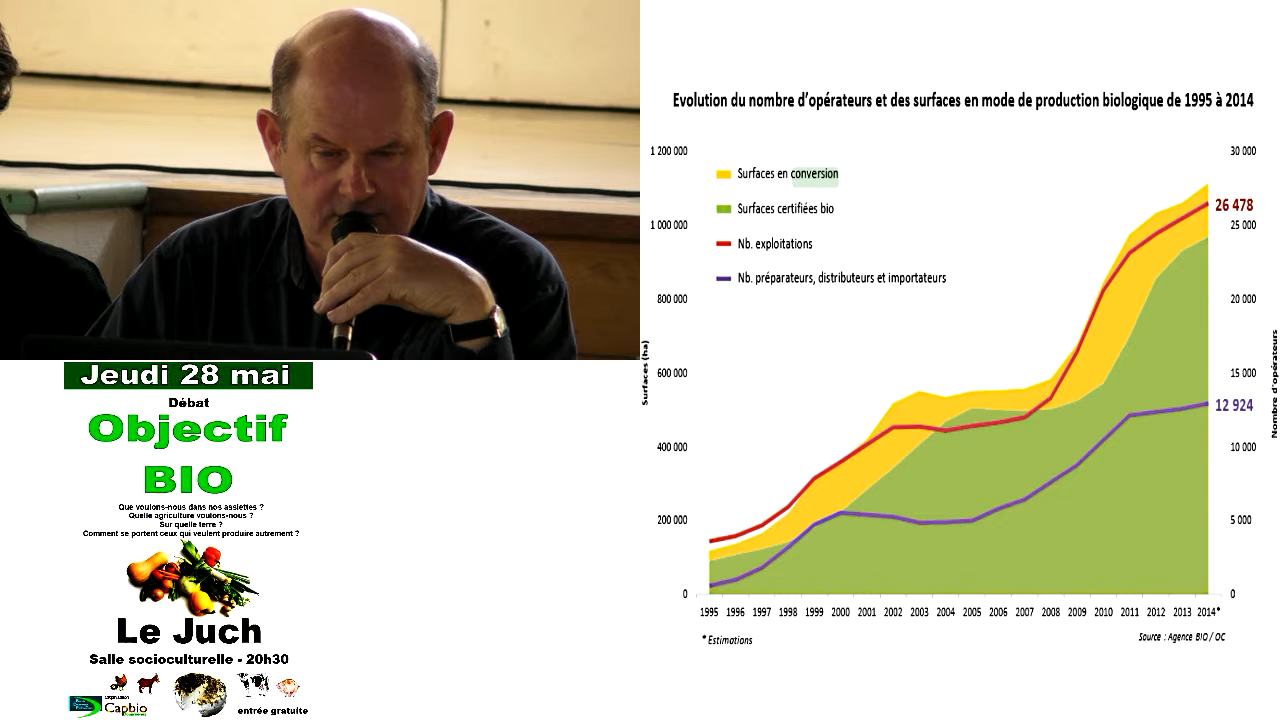 Jeudi 28 mai
Débat
Objectif
BIO
Que voulons-nous dans nos assiettes ?
Quelle agriculture voulons-nous ?
Sur quelle terre ?
Comment se portent ceux qui veulent produire autrement ?
Le Juch
Salle socioculturelle - 20h30
Capbio
entrée gratuite
Evolution du nombre d'opérateurs et des surfaces en mode de production biologique de 1995 à 2014
Surfaces (ha)
1 200 000
1 000 000
800 000
600 000
400 000
200 000
0
Surfaces en conversion
Surfaces certifiées bio
Nb. exploitations
Nb. préparateurs, distributeurs et importateurs
30 000
25 000
20 000
15 000
10 000
5 000
0
26 478
12 924
Nombre d'opérateurs
1995 1996 1997 1998 1999 2000 2001 2002 2003 2004 2005 2006 2007 2008 2009 2010 2011 2012 2013 2014*
* Estimations
Source : Agence BIO / OC